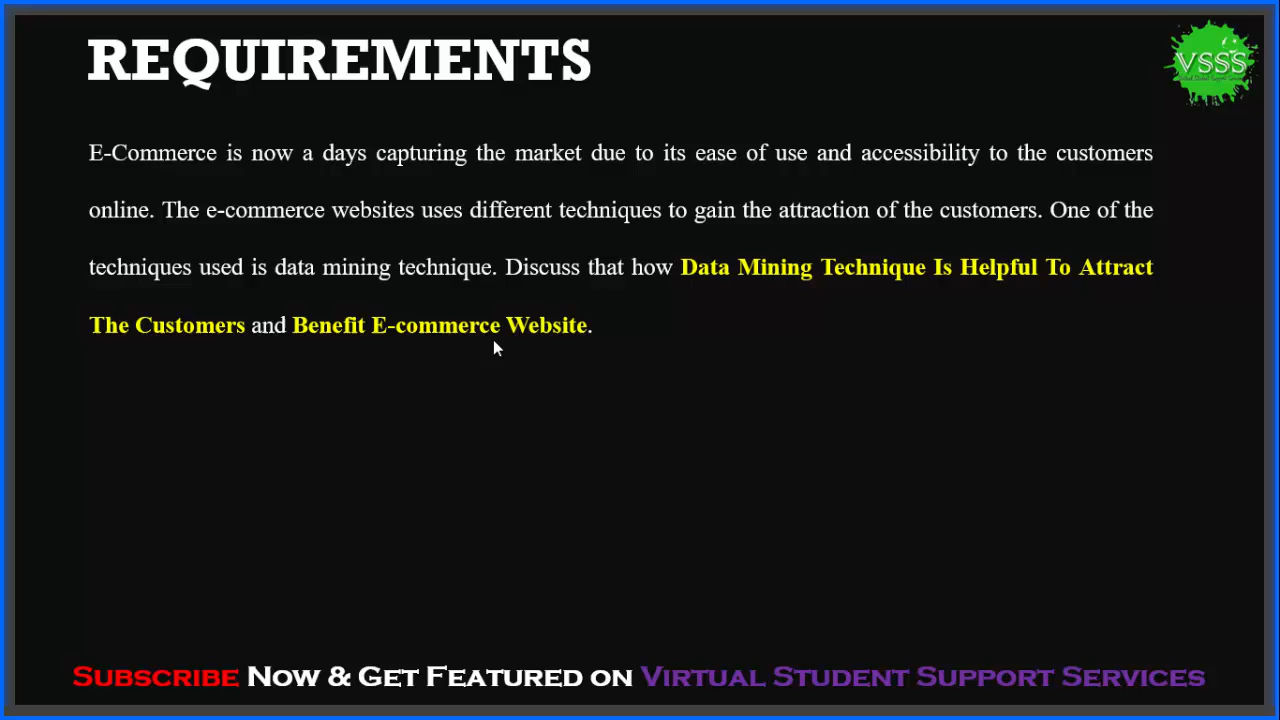 REQUIREMENTS
VSSS
E-Commerce is now a days capturing the market due to its ease of use and accessibility to the customers
online. The e-commerce websites uses different techniques to gain the attraction of the customers. One of the
techniques used is data mining technique. Discuss that how Data Mining Technique Is Helpful To Attract
The Customers and Benefit E-commerce Website.
Subscribe Now & Get Featured on Virtual Student Support Services